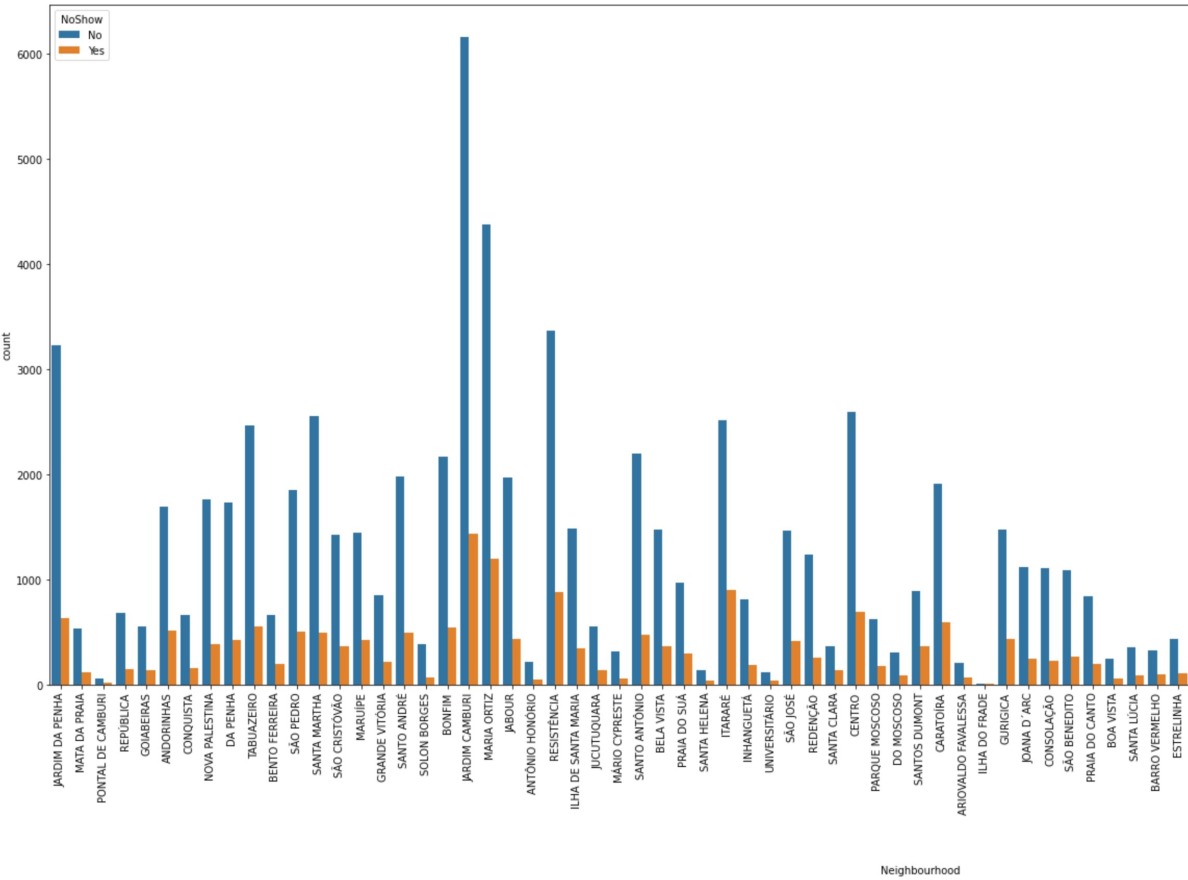 NoShow
No
Yes
6000
5000
4000
3000
2000
1000
0
count
JARDIM DA PENHA
MATA DA PRAIA
PONTAL DE CAMBURI
REPÚBLICA
GOIABEIRAS
ANDORINHAS
CONQUISTA
NOVA PALESTINA
DA PENHA
TABUAZEIRO
BENTO FERREIRA
SÃO PEDRO
SANTA MARTHA
SÃO CRISTÓVÃO
MARUÍPE
GRANDE VITÓRIA
SANTO ANDRÉ
SOLON BORGES
BONFIM
JARDIM CAMBURI
MARIA ORTIZ
JABOUR
ANTÔNIO HONÓRIO
RESISTÊNCIA
ILHA DE SANTA MARIA
JUCUTUQUARA
MÁRIO CYPRESTE
SANTO ANTÔNIO
BELA VISTA
PRAIA DO SUÁ
SANTA HELENA
ITARARÉ
INHANGUETÁ
UNIVERSITÁRIO
SÃO JOSÉ
REDENÇÃO
SANTA CLARA
CENTRO
PARQUE MOSCOSO
DO MOSCOSO
SANTOS DUMONT
CARATOÍRA
ARIOVALDO FAVALESSA
ILHA DO FRADE
GURIGICA
JOANA D´ARC
CONSOLAÇÃO
SÃO BENEDITO
PRAIA DO CANTO
BOA VISTA
SANTA LÚCIA
BARRO VERMELHO
ESTRELINHA
Neighbourhood